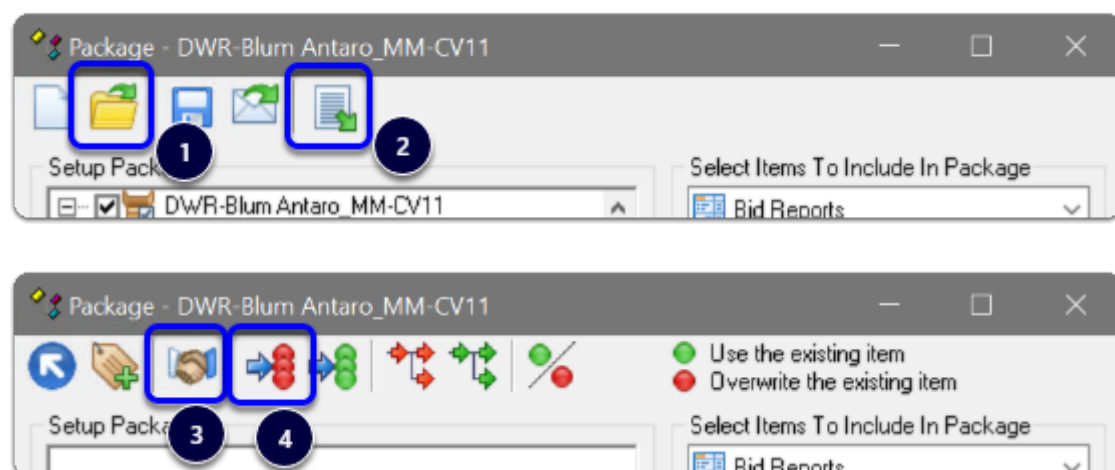 Package - DWR-Blum Antaro_MM-CV11
1
2
Setup Pack
Select Items To Include In Package
DWR-Blum Antaro_MM-CV11
Bid Reports
Package - DWR-Blum Antaro_MM-CV11
Use the existing item
Overwrite the existing item
3
4
Setup Packa
Select Items To Include In Package
Bid Reports